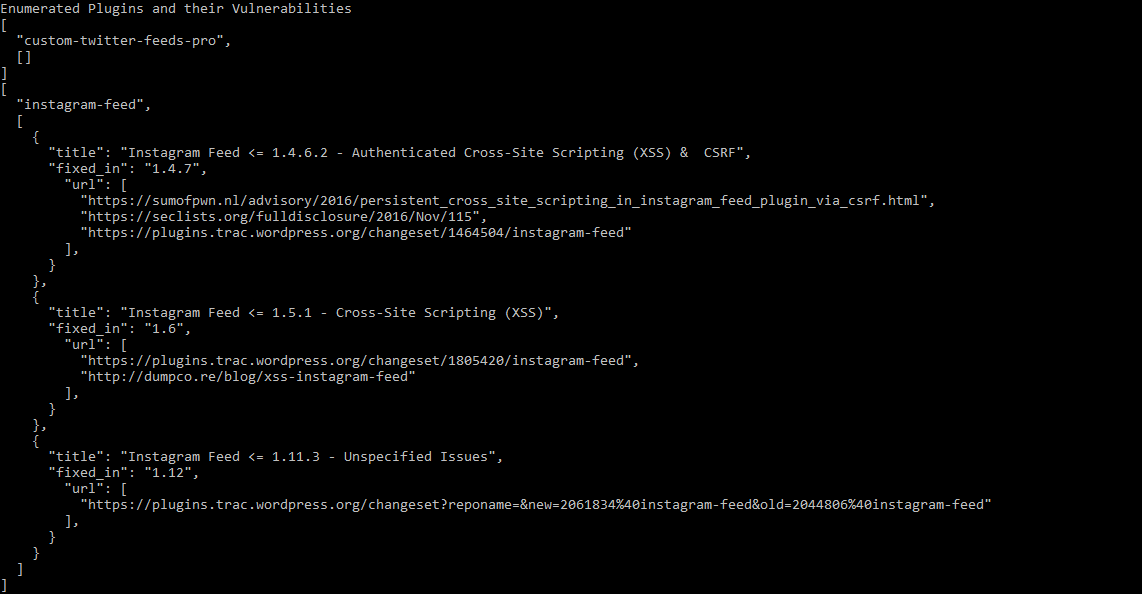 Enumerated Plugins and their Vulnerabilities
[
  "custom-twitter-feeds-pro",
  []
]
[
  "instagram-feed",
  [
    {
      "title": "Instagram Feed <= 1.4.6.2 - Authenticated Cross-Site Scripting (XSS) &  CSRF",
      "fixed_in": "1.4.7",
        "url": [
          "https://sumofpwn.nl/advisory/2016/persistent_cross_site_scripting_in_instagram_feed_plugin_via_csrf.html",
          "https://seclists.org/fulldisclosure/2016/Nov/115",
          "https://plugins.trac.wordpress.org/changeset/1464504/instagram-feed"
        ],
      }
    },
    {
      "title": "Instagram Feed <= 1.5.1 - Cross-Site Scripting (XSS)",
      "fixed_in": "1.6",
        "url": [
          "https://plugins.trac.wordpress.org/changeset/1805420/instagram-feed",
          "http://dumpco.re/blog/xss-instagram-feed"
        ],
      }
    },
    {
      "title": "Instagram Feed <= 1.11.3 - Unspecified Issues",
      "fixed_in": "1.12",
        "url": [
          "https://plugins.trac.wordpress.org/changeset?reponame=&new=2061834%40instagram-feed&old=2044806%40instagram-feed"
        ],
      }
    }
  ]
]